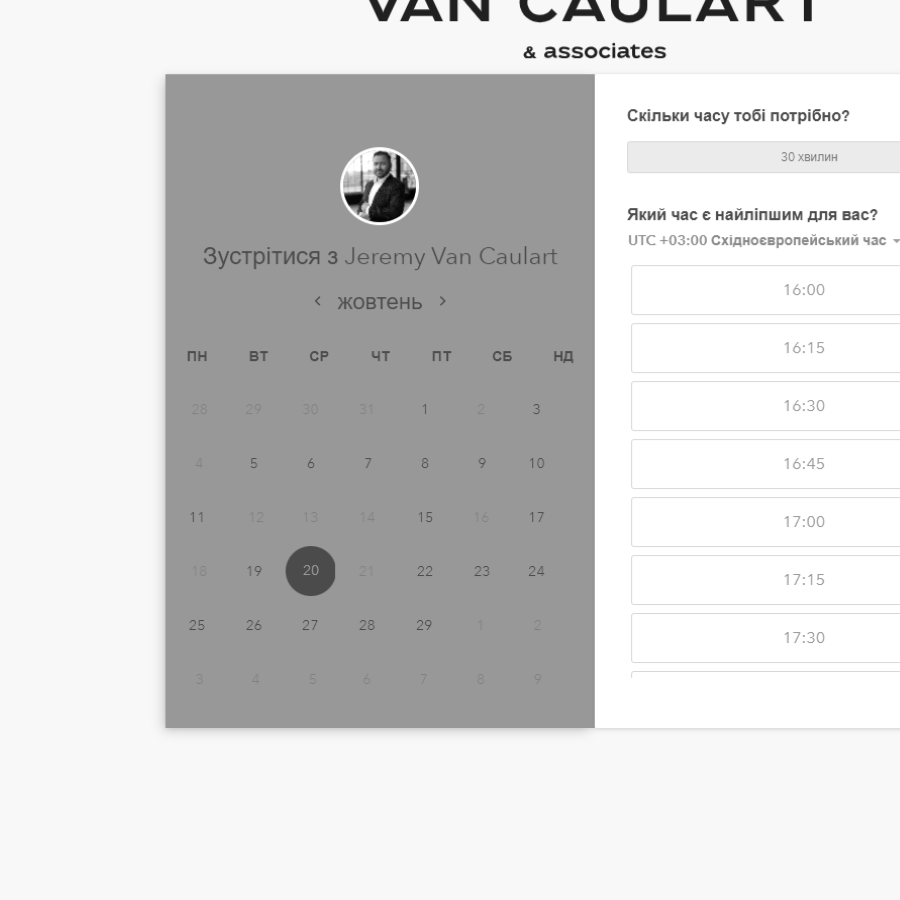 VAN CAULART
& associates
Зустрітися з Jeremy Van Caulart
жовтень
ПН ВТ СР ЧТ ПТ СБ НД
28 29 30 31 1 2 3
4 5 6 7 8 9 10
11 12 13 14 15 16 17
18 19 20 21 22 23 24
25 26 27 28 29 1 2
3 4 5 6 7 8 9
Скільки часу тобі потрібно?
30 хвилин
Який час є найліпшим для вас?
UTC +03:00 Східноєвропейський час
16:00
16:15
16:30
16:45
17:00
17:15
17:30